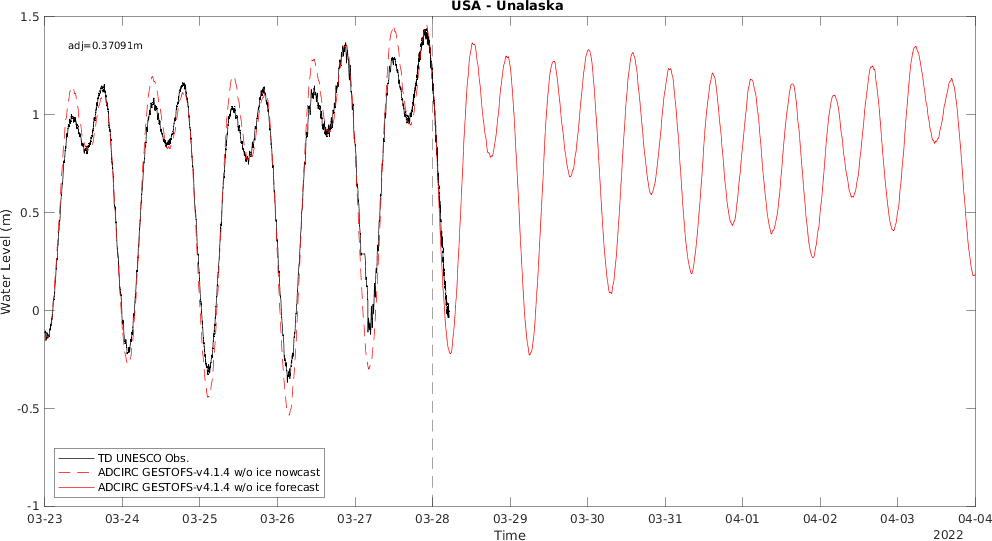 USA - Unalaska
adj=0.37091m
1.5
1
0.5
0
-0.5
-1
Water Level (m)
TD UNESCO Obs.
ADCIRC GESTOFS-v4.1.4 w/o ice nowcast
ADCIRC GESTOFS-v4.1.4 w/o ice forecast
03-23 03-24 03-25 03-26 03-27 03-28 03-29 03-30 03-31 04-01 04-02 04-03 04-04
Time
2022